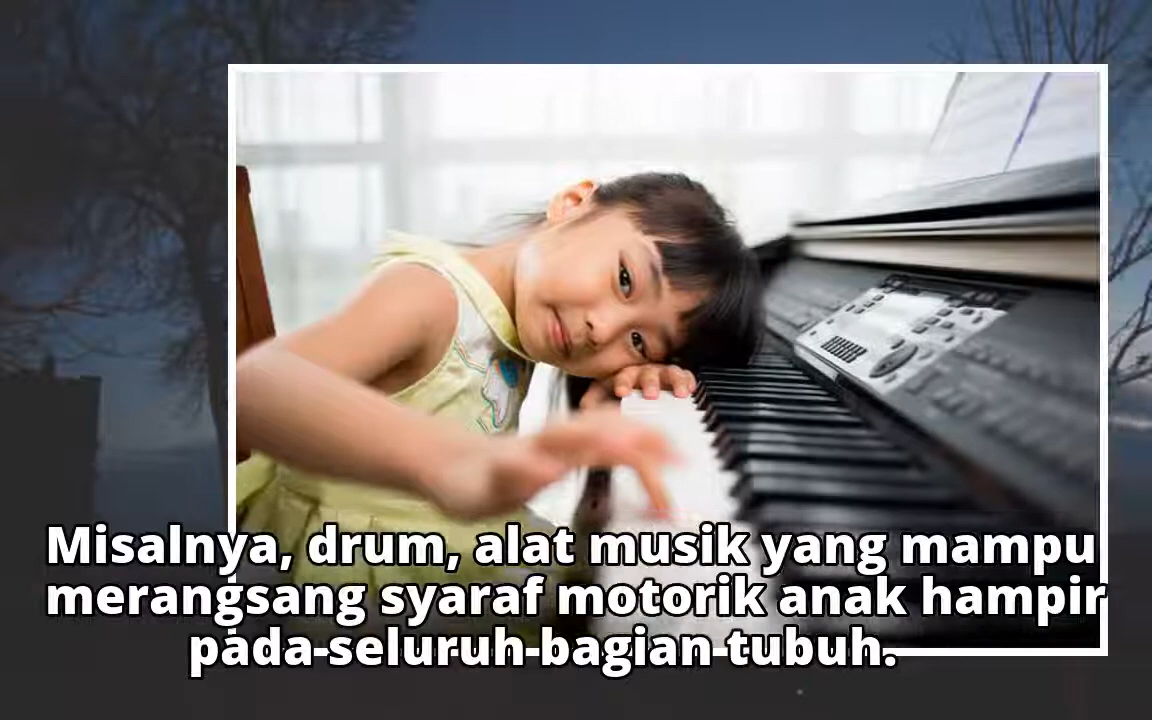 Misalnya, drum, alat musik yang mampu
merangsang syaraf motorik anak hampir
pada seluruh bagian tubuh.